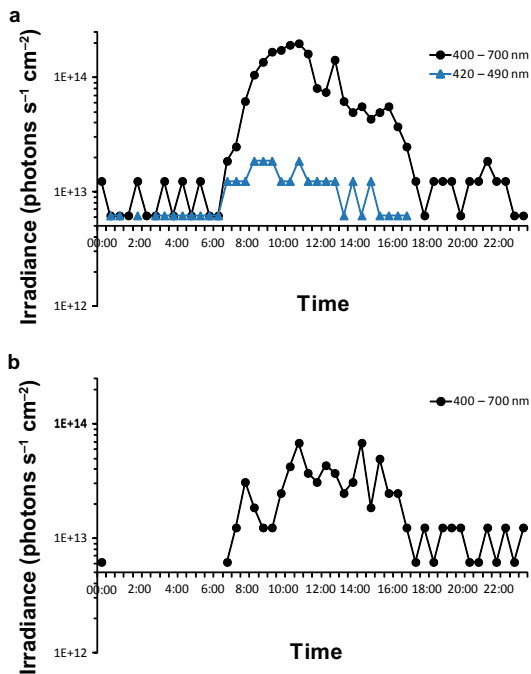 a
Irradiance (photons s⁻¹ cm⁻²)
1E+14
1E+13
1E+12
400 – 700 nm
420 – 490 nm
00:00 2:00 4:00 6:00 8:00 10:00 12:00 14:00 16:00 18:00 20:00 22:00
Time
b
Irradiance (photons s⁻¹ cm⁻²)
1E+14
1E+13
1E+12
400 – 700 nm
00:00 2:00 4:00 6:00 8:00 10:00 12:00 14:00 16:00 18:00 20:00 22:00
Time